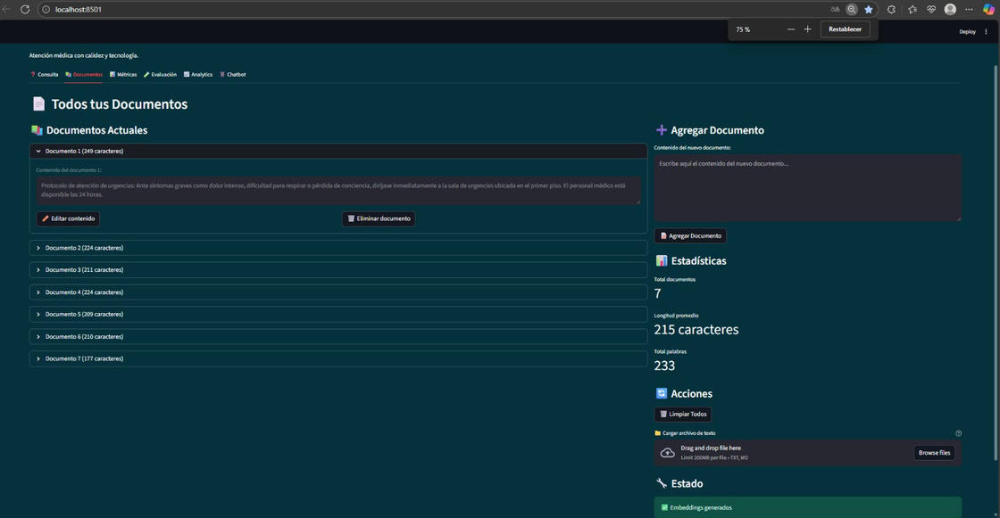 localhost:8501
75 %
Restablecer
Deploy
Atención médica con calidez y tecnología.
Consulta
Documentos
Métricas
Evaluación
Analytics
Chatbot
Todos tus Documentos
Documentos Actuales
Documento 1 (249 caracteres)
Contenido del documento 1:
Protocolo de atención de urgencias: Ante síntomas graves como dolor intenso, dificultad para respirar o pérdida de conciencia, diríjase inmediatamente a la sala de urgencias ubicada en el primer piso. El personal médico está
disponible las 24 horas.
Editar contenido
Eliminar documento
Documento 2 (224 caracteres)
Documento 3 (211 caracteres)
Documento 4 (224 caracteres)
Documento 5 (209 caracteres)
Documento 6 (210 caracteres)
Documento 7 (177 caracteres)
Agregar Documento
Contenido del nuevo documento:
Escribe aquí el contenido del nuevo documento...
Agregar Documento
Estadísticas
Total documentos
7
Longitud promedio
215 caracteres
Total palabras
233
Acciones
Limpiar Todos
Cargar archivo de texto
Drag and drop file here
Limit 200MB per file • TXT, MD
Browse files
Estado
Embeddings generados